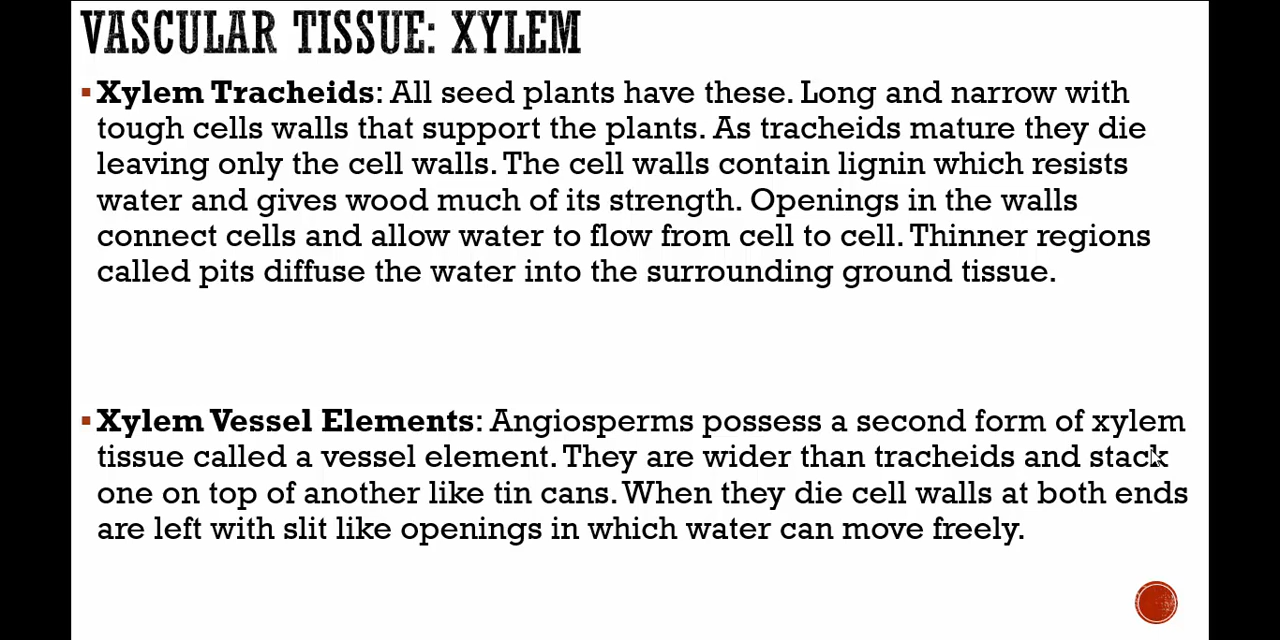 VASCULAR TISSUE: XYLEM
Xylem Tracheids: All seed plants have these. Long and narrow with
tough cells walls that support the plants. As tracheids mature they die
leaving only the cell walls. The cell walls contain lignin which resists
water and gives wood much of its strength. Openings in the walls
connect cells and allow water to flow from cell to cell. Thinner regions
called pits diffuse the water into the surrounding ground tissue.
Xylem Vessel Elements: Angiosperms possess a second form of xylem
tissue called a vessel element. They are wider than tracheids and stack
one on top of another like tin cans. When they die cell walls at both ends
are left with slit like openings in which water can move freely.